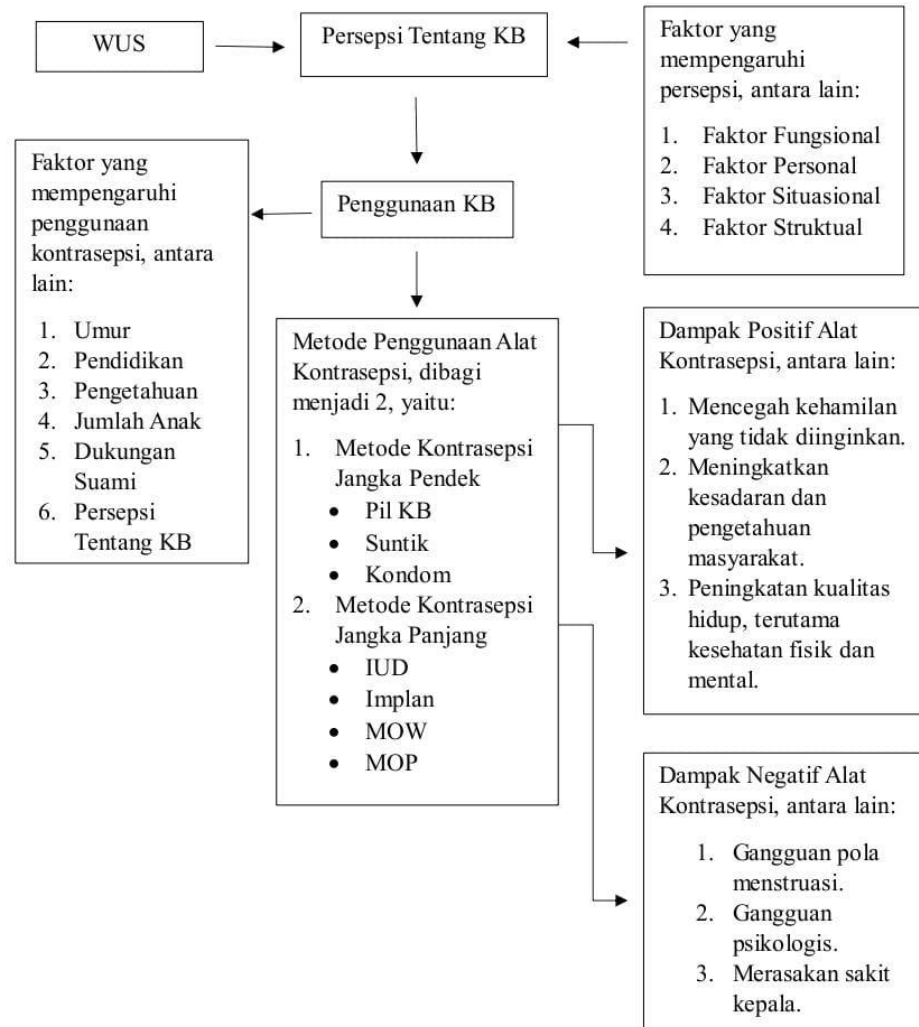 WUS
Persepsi Tentang KB
Faktor yang
mempengaruhi
persepsi, antara lain:
1. Faktor Fungsional
2. Faktor Personal
3. Faktor Situasional
4. Faktor Struktual
Faktor yang
mempengaruhi
penggunaan
kontrasepsi, antara
lain:
1. Umur
2. Pendidikan
3. Pengetahuan
4. Jumlah Anak
5. Dukungan
Suami
6. Persepsi
Tentang KB
Penggunaan KB
Metode Penggunaan Alat
Kontrasepsi, dibagi
menjadi 2, yaitu:
1. Metode Kontrasepsi
Jangka Pendek
• Pil KB
• Suntik
• Kondom
2. Metode Kontrasepsi
Jangka Panjang
• IUD
• Implan
• MOW
• MOP
Dampak Positif Alat
Kontrasepsi, antara lain:
1. Mencegah kehamilan
yang tidak diinginkan.
2. Meningkatkan
kesadaran dan
pengetahuan
masyarakat.
3. Peningkatan kualitas
hidup, terutama
kesehatan fisik dan
mental.
Dampak Negatif Alat
Kontrasepsi, antara lain:
1. Gangguan pola
menstruasi.
2. Gangguan
psikologis.
3. Merasakan sakit
kepala.